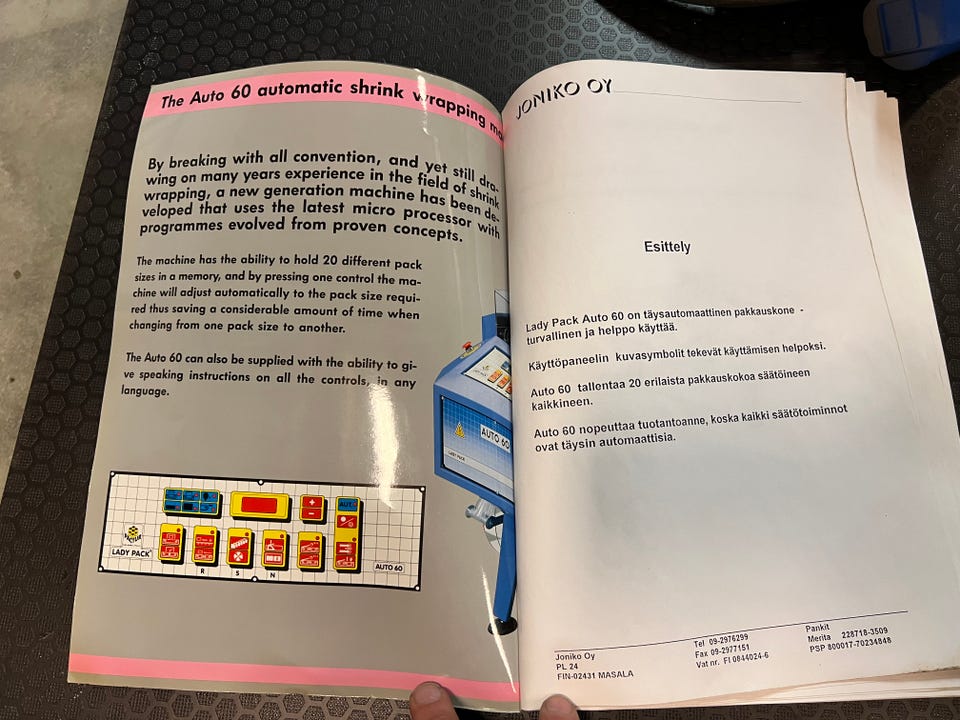 The Auto 60 automatic shrink wrapping
By breaking with all convention, and yet still dra-
wing on many years experience in the field of shrink
wrapping, a new generation machine has been de-
veloped that uses the latest micro processor with
programmes evolved from proven concepts.
The machine has the ability to hold 20 different pack
sizes in a memory, and by pressing one control the ma-
chine will adjust automatically to the pack size requi-
red thus saving a considerable amount of time when
changing from one pack size to another.
The Auto 60 can also be supplied with the ability to gi-
ve speaking instructions on all the controls, in any
language.
AUTO 60
LADY PACK
AUT
LADY PACK
AUTO 60
R S N
JONIKO OY
Esittely
Lady Pack Auto 60 on täysautomaattinen pakkauskone -
turvallinen ja helppo käyttää.
Käyttöpaneelin kuvasymbolit tekevät käyttämisen helpoksi.
Auto 60 tallentaa 20 erilaista pakkauskokoa säätöineen
kaikkineen.
Auto 60 nopeuttaa tuotantoanne, koska kaikki säätötoiminnot
ovat täysin automaattisia.
Joniko Oy
PL 24
FIN-02431 MASALA
Tel 09-2976299
Fax 09-2977151
Vat nr. FI 0844024-6
Pankit
Merita 228718-3509
PSP 800017-70234848